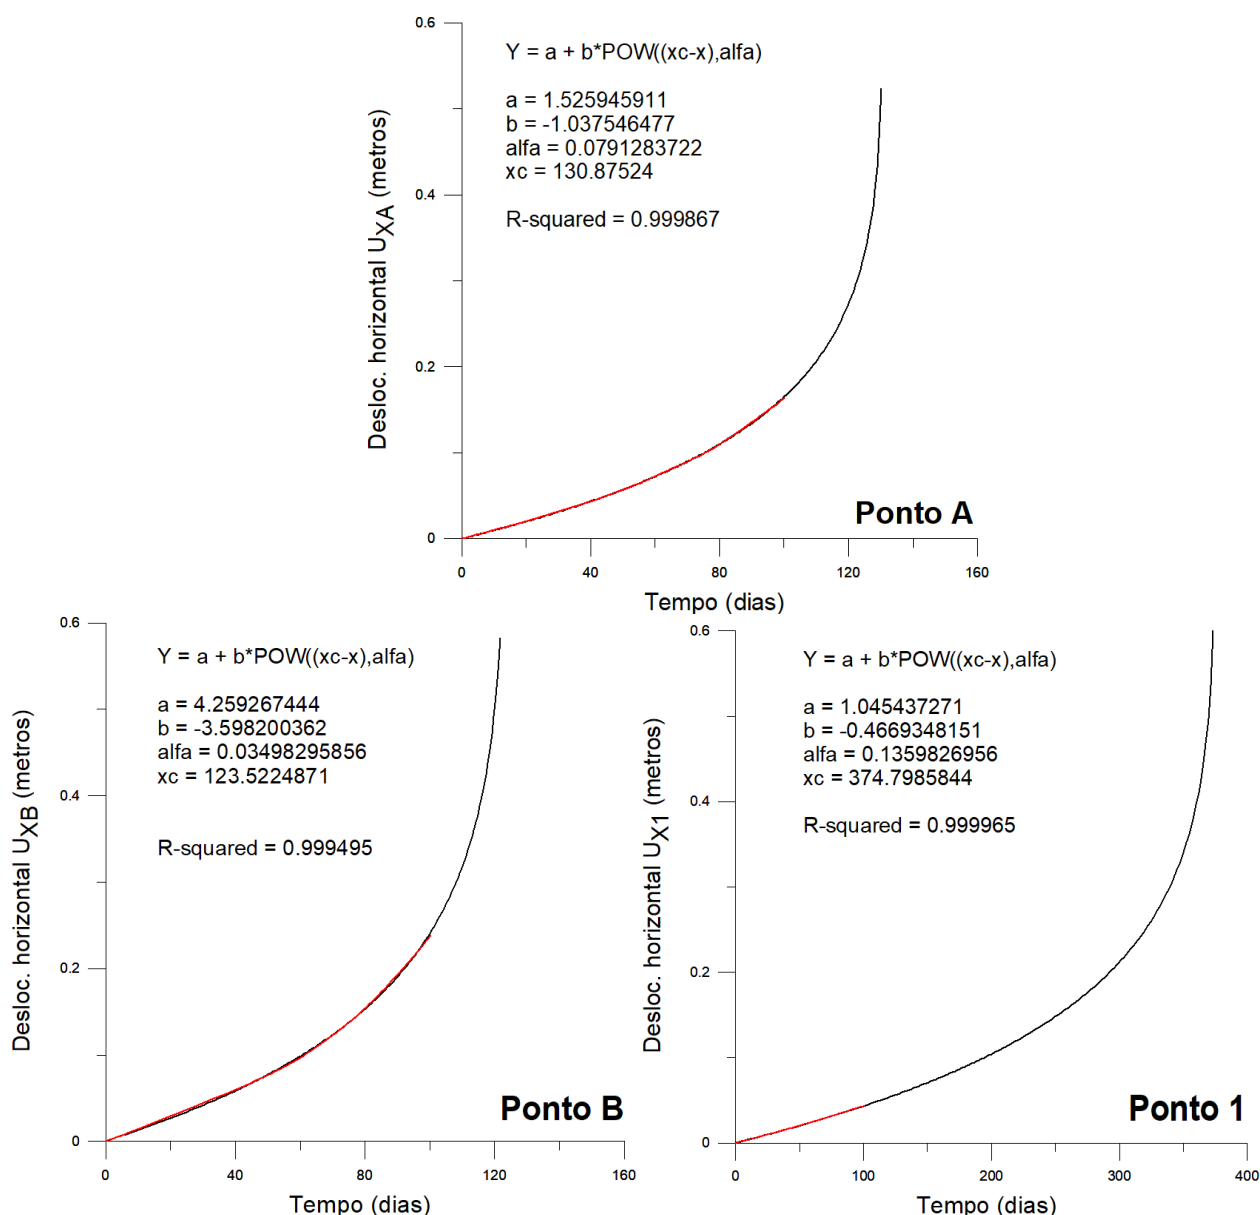 0.6
Y = a + b*POW((xc-x),alfa)
a = 1.525945911
b = -1.037546477
alfa = 0.0791283722
xc = 130.87524
R-squared = 0.999867
0.4
0.2
0
Desloc. horizontal UXA (metros)
Ponto A
0 40 80 120 160
Tempo (dias)
0.6
Y = a + b*POW((xc-x),alfa)
a = 4.259267444
b = -3.598200362
alfa = 0.03498295856
xc = 123.5224871
R-squared = 0.999495
0.4
0.2
0
Desloc. horizontal UXB (metros)
Ponto B
0 40 80 120 160
Tempo (dias)
0.6
Y = a + b*POW((xc-x),alfa)
a = 1.045437271
b = -0.4669348151
alfa = 0.1359826956
xc = 374.7985844
R-squared = 0.999965
0.4
0.2
0
Desloc. horizontal UX1 (metros)
Ponto 1
0 100 200 300 400
Tempo (dias)